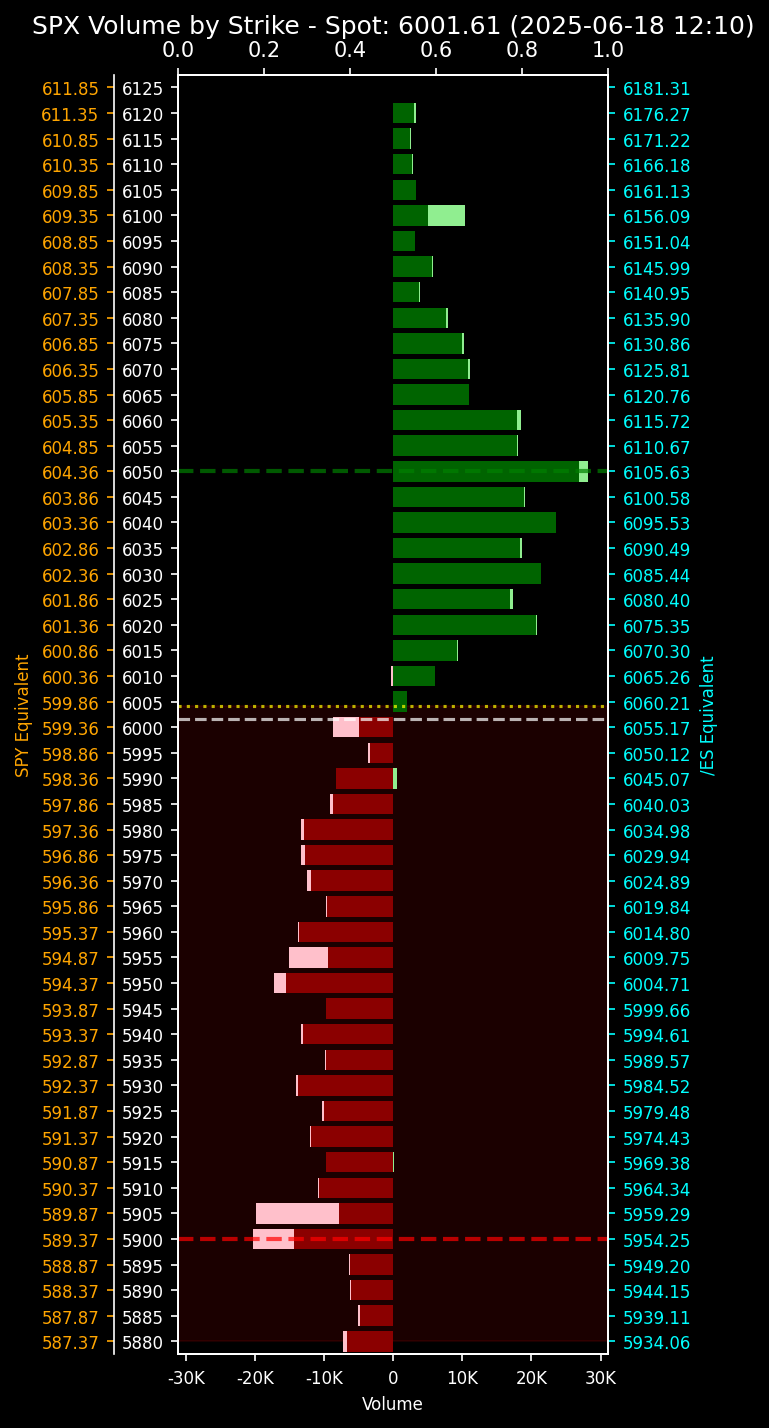 SPX Volume by Strike - Spot: 6001.61 (2025-06-18 12:10)
0.0 0.2 0.4 0.6 0.8 1.0
611.85 6125 6181.31
611.35 6120 6176.27
610.85 6115 6171.22
610.35 6110 6166.18
609.85 6105 6161.13
609.35 6100 6156.09
608.85 6095 6151.04
608.35 6090 6145.99
607.85 6085 6140.95
607.35 6080 6135.90
606.85 6075 6130.86
606.35 6070 6125.81
605.85 6065 6120.76
605.35 6060 6115.72
604.85 6055 6110.67
604.36 6050 6105.63
603.86 6045 6100.58
603.36 6040 6095.53
602.86 6035 6090.49
602.36 6030 6085.44
601.86 6025 6080.40
601.36 6020 6075.35
600.86 6015 6070.30
600.36 6010 6065.26
599.86 6005 6060.21
599.36 6000 6055.17
598.86 5995 6050.12
598.36 5990 6045.07
597.86 5985 6040.03
597.36 5980 6034.98
596.86 5975 6029.94
596.36 5970 6024.89
595.86 5965 6019.84
595.37 5960 6014.80
594.87 5955 6009.75
594.37 5950 6004.71
593.87 5945 5999.66
593.37 5940 5994.61
592.87 5935 5989.57
592.37 5930 5984.52
591.87 5925 5979.48
591.37 5920 5974.43
590.87 5915 5969.38
590.37 5910 5964.34
589.87 5905 5959.29
589.37 5900 5954.25
588.87 5895 5949.20
588.37 5890 5944.15
587.87 5885 5939.11
587.37 5880 5934.06
SPY Equivalent
/ES Equivalent
-30K -20K -10K 0 10K 20K 30K
Volume